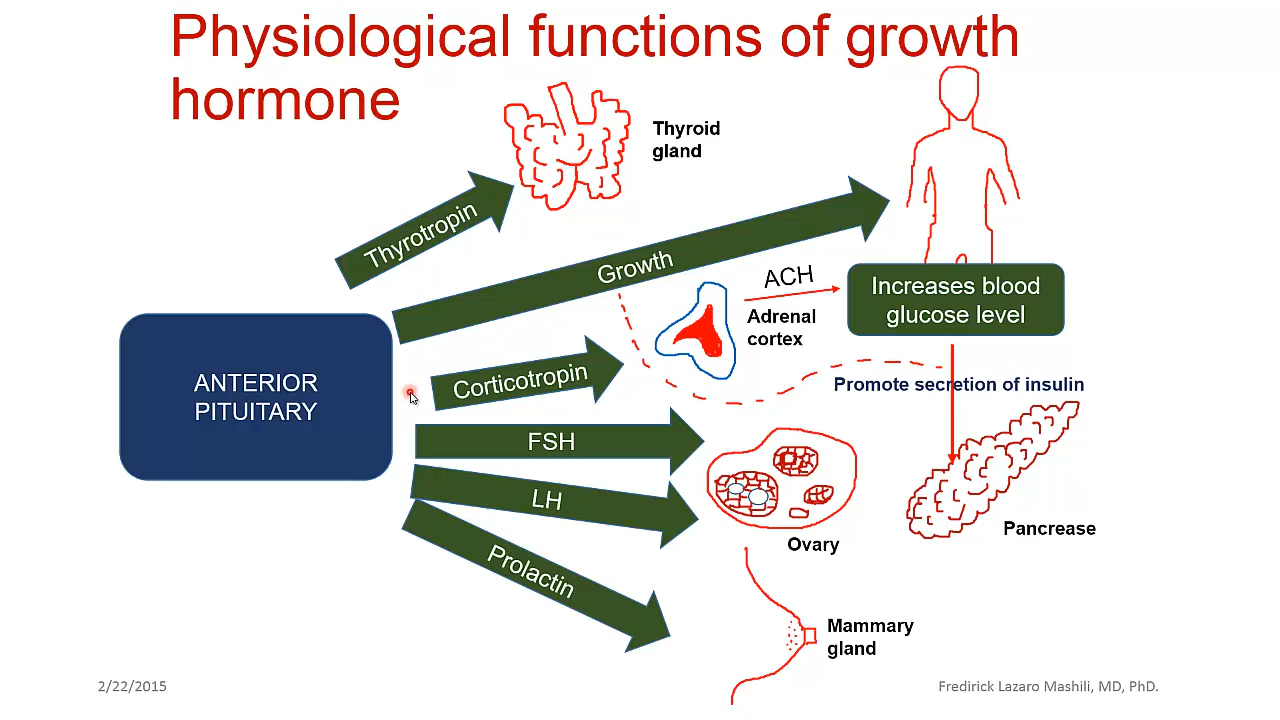 Physiological functions of growth
hormone
Thyroid
gland
Thyrotropin
Growth
ACH
Increases blood
glucose level
Adrenal
cortex
ANTERIOR
PITUITARY
Corticotropin
Promote secretion of insulin
FSH
LH
Pancrease
Ovary
Prolactin
Mammary
gland
2/22/2015
Fredirick Lazaro Mashili, MD, PhD.